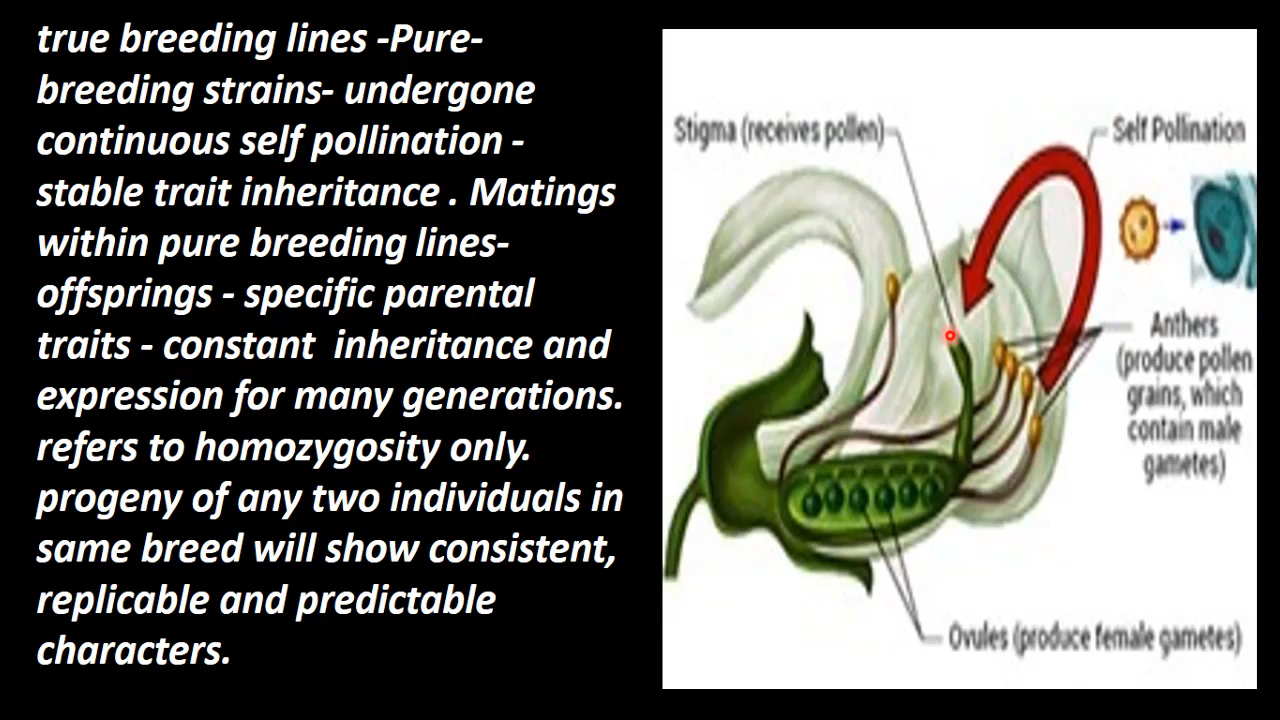 true breeding lines -Pure-
breeding strains- undergone
continuous self pollination -
stable trait inheritance . Matings
within pure breeding lines-
offsprings - specific parental
traits - constant  inheritance and
expression for many generations.
refers to homozygosity only.
progeny of any two individuals in
same breed will show consistent,
replicable and predictable
characters.
Stigma (receives pollen)
Self Pollination
Anthers
(produce pollen
grains, which
contain male
gametes)
Ovules (produce female gametes)